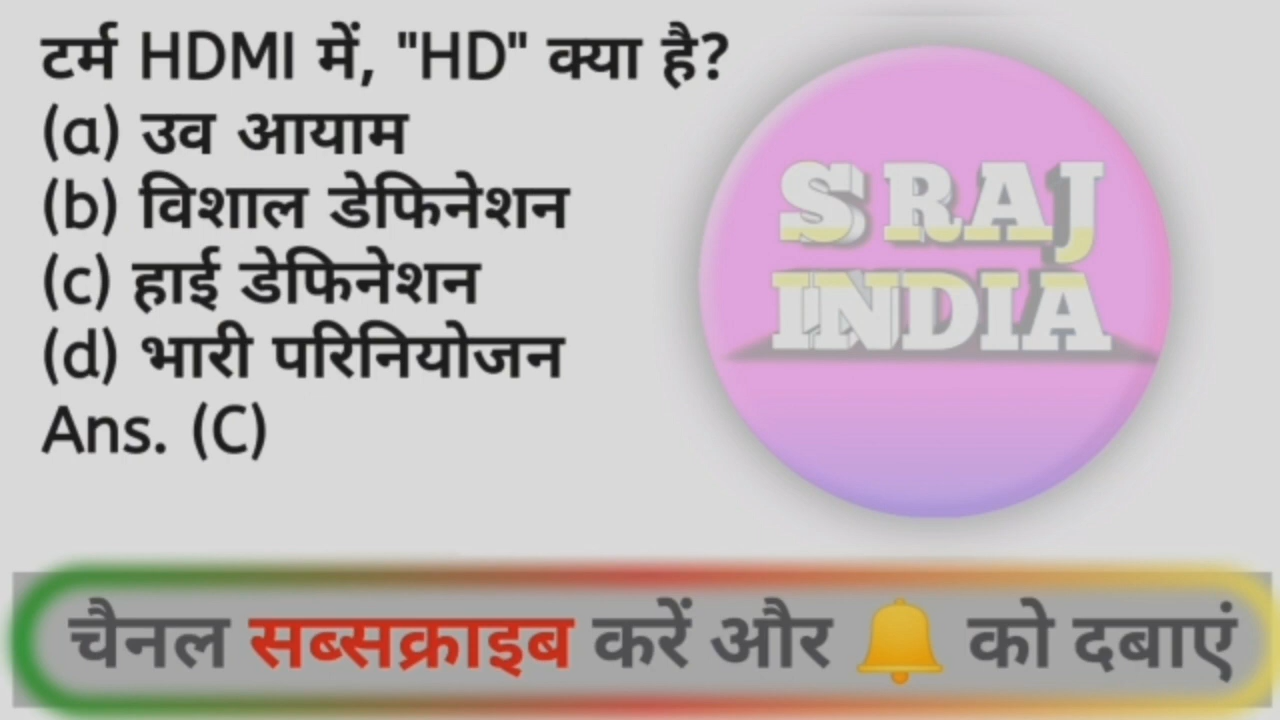 टर्म HDMI में, "HD" क्या है?
(a) उव आयाम
(b) विशाल डेफिनेशन
(c) हाई डेफिनेशन
(d) भारी परिनियोजन
Ans. (C)
S RAJ
INDIA
चैनल सब्सक्राइब करें और 🔔 को दबाएं